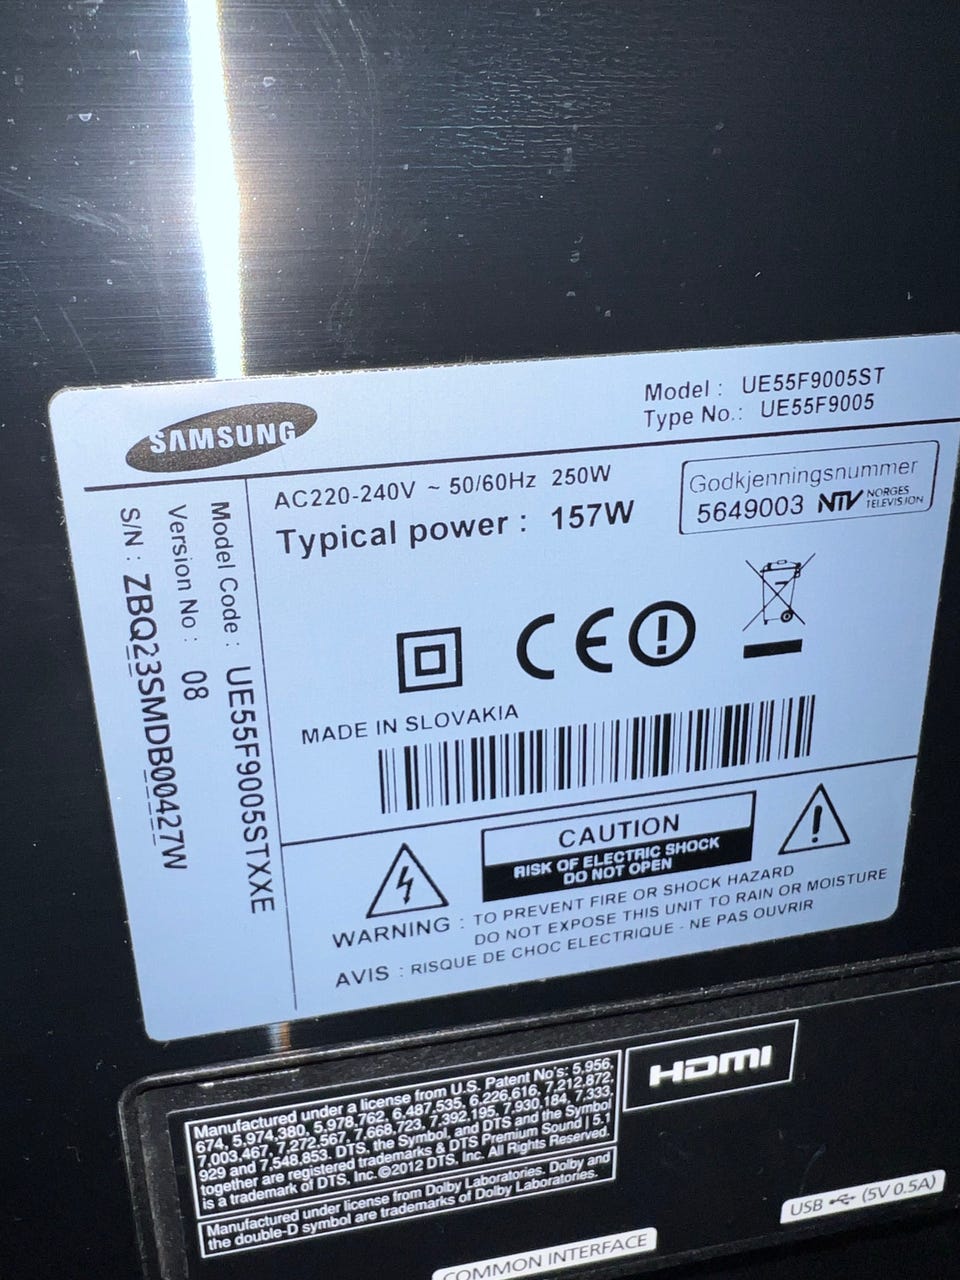 SAMSUNG
Model : UE55F9005ST
Type No.: UE55F9005
AC220-240V ~ 50/60Hz 250W
Typical power : 157W
Godkjenningsnummer
5649003 NTV NORGES
TELEVISION
Model Code : UE55F9005STXXE
Version No : 08
S/N : ZBQ23SMDB00427W
CE
MADE IN SLOVAKIA
CAUTION
RISK OF ELECTRIC SHOCK
DO NOT OPEN
WARNING : TO PREVENT FIRE OR SHOCK HAZARD
DO NOT EXPOSE THIS UNIT TO RAIN OR MOISTURE
AVIS : RISQUE DE CHOC ELECTRIQUE - NE PAS OUVRIR
HDMI
Manufactured under a license from U.S. Patent No's: 5,956,
674, 5,974,380, 5,978,762, 6,487,535, 6,226,616, 7,212,872,
7,003,467, 7,272,567, 7,668,723, 7,392,195, 7,930,184, 7,333,
929 and 7,548,853. DTS, the Symbol, and DTS and the Symbol
together are registered trademarks & DTS Premium Sound | 5.1
is a trademark of DTS, Inc.©2012 DTS, Inc. All Rights Reserved.
Manufactured under license from Dolby Laboratories. Dolby and
the double-D symbol are trademarks of Dolby Laboratories.
USB (5V 0.5A)
COMMON INTERFACE